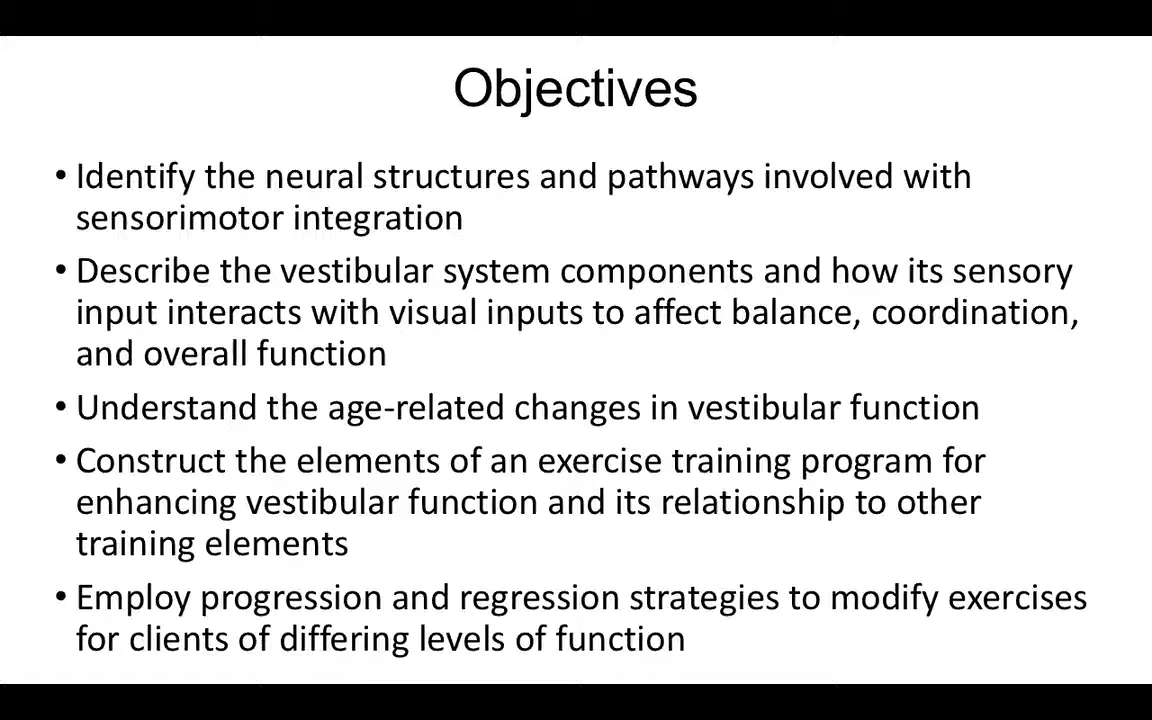 Objectives
• Identify the neural structures and pathways involved with
sensorimotor integration
• Describe the vestibular system components and how its sensory
input interacts with visual inputs to affect balance, coordination,
and overall function
• Understand the age-related changes in vestibular function
• Construct the elements of an exercise training program for
enhancing vestibular function and its relationship to other
training elements
• Employ progression and regression strategies to modify exercises
for clients of differing levels of function